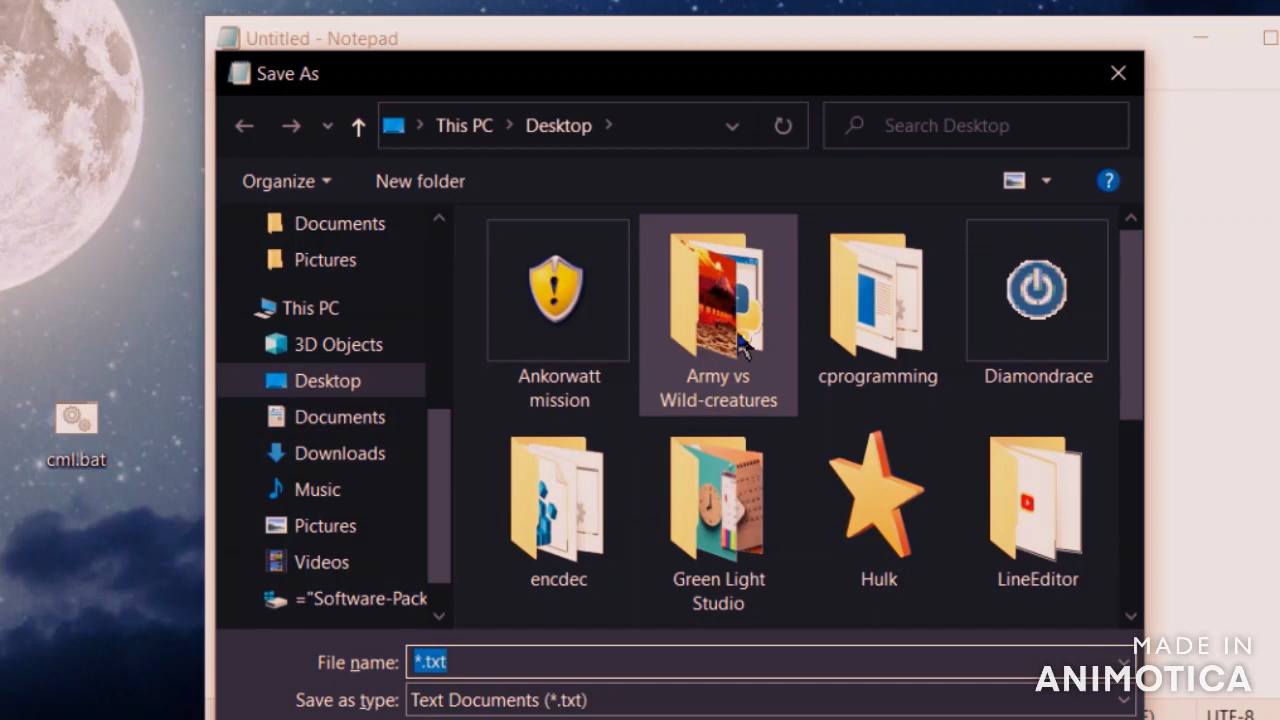 Untitled - Notepad
Save As
This PC
Desktop
Search Desktop
Organize
New folder
?
Documents
Pictures
This PC
3D Objects
Desktop
Documents
Downloads
Music
Pictures
Videos
="Software-Pack
Ankorwatt
mission
Army vs
Wild-creatures
cprogramming
Diamondrace
encdec
Green Light
Studio
Hulk
LineEditor
cml.bat
File name:
*.txt
Save as type:
Text Documents (*.txt)
MADE IN
ANIMOTICA
UTF-8